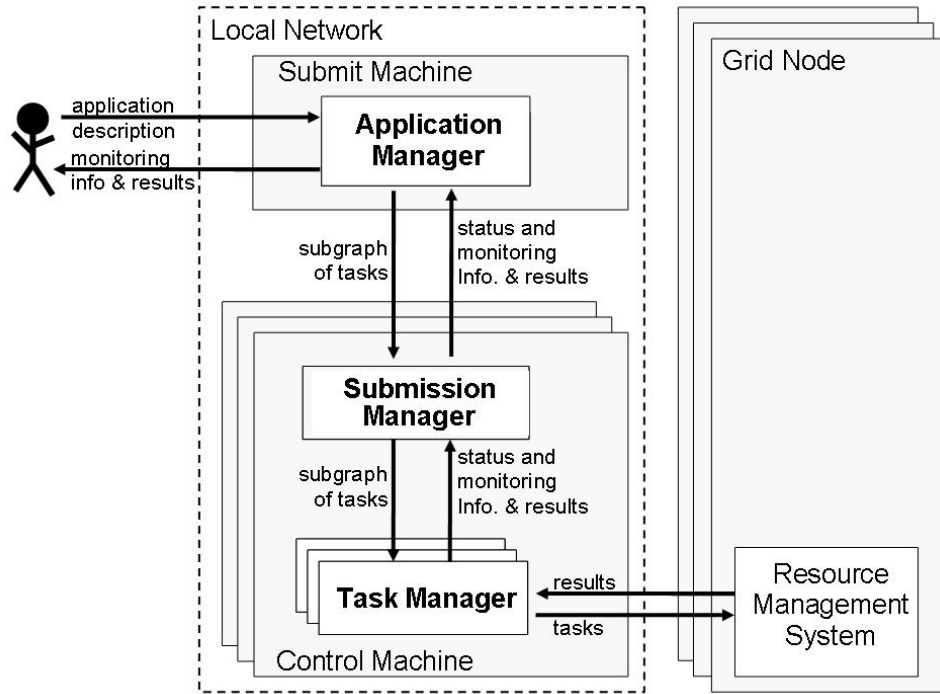 Local Network
Submit Machine
Grid Node
application
description
monitoring
info & results
Application
Manager
subgraph
of tasks
status and
monitoring
Info. & results
Submission
Manager
subgraph
of tasks
status and
monitoring
Info. & results
Task Manager
results
tasks
Resource
Management
System
Control Machine